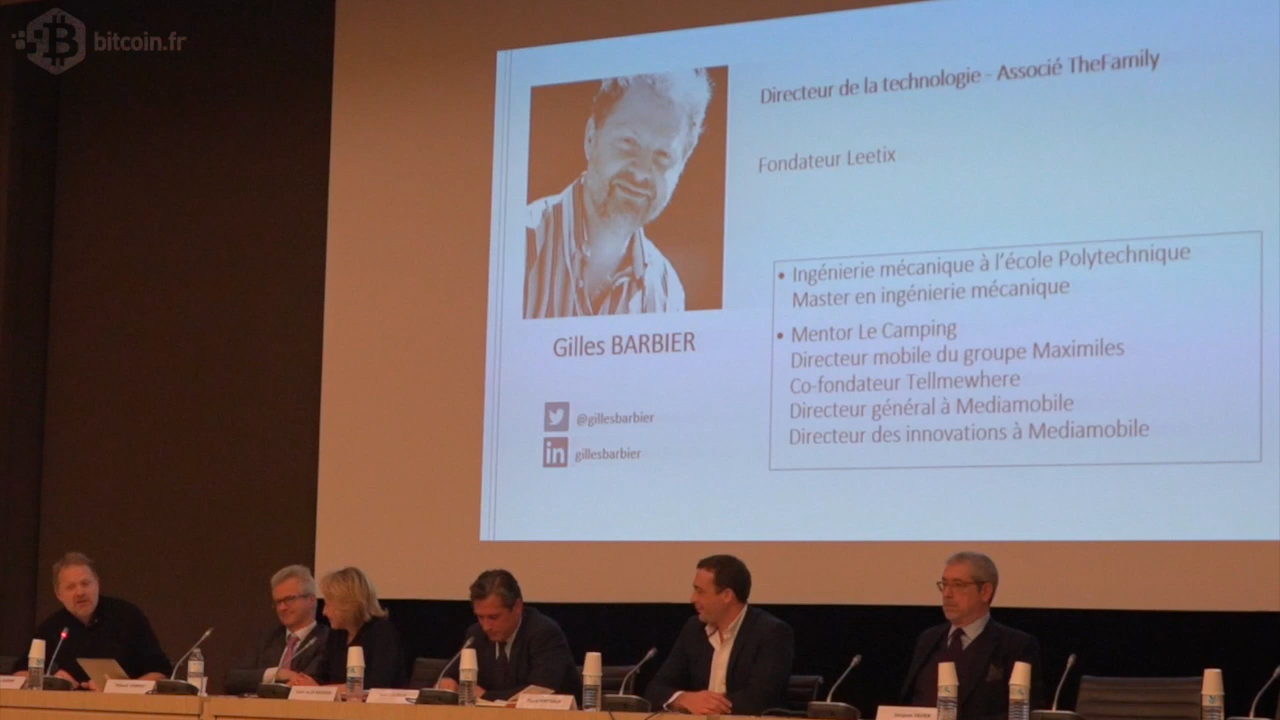 bitcoin.fr
Directeur de la technologie - Associé TheFamily
Fondateur Leetix
• Ingénierie mécanique à l'école Polytechnique
Master en ingénierie mécanique
• Mentor Le Camping
Directeur mobile du groupe Maximiles
Co-fondateur Tellmewhere
Directeur général à Mediamobile
Directeur des innovations à Mediamobile
Gilles BARBIER
@gillesbarbier
in gillesbarbier